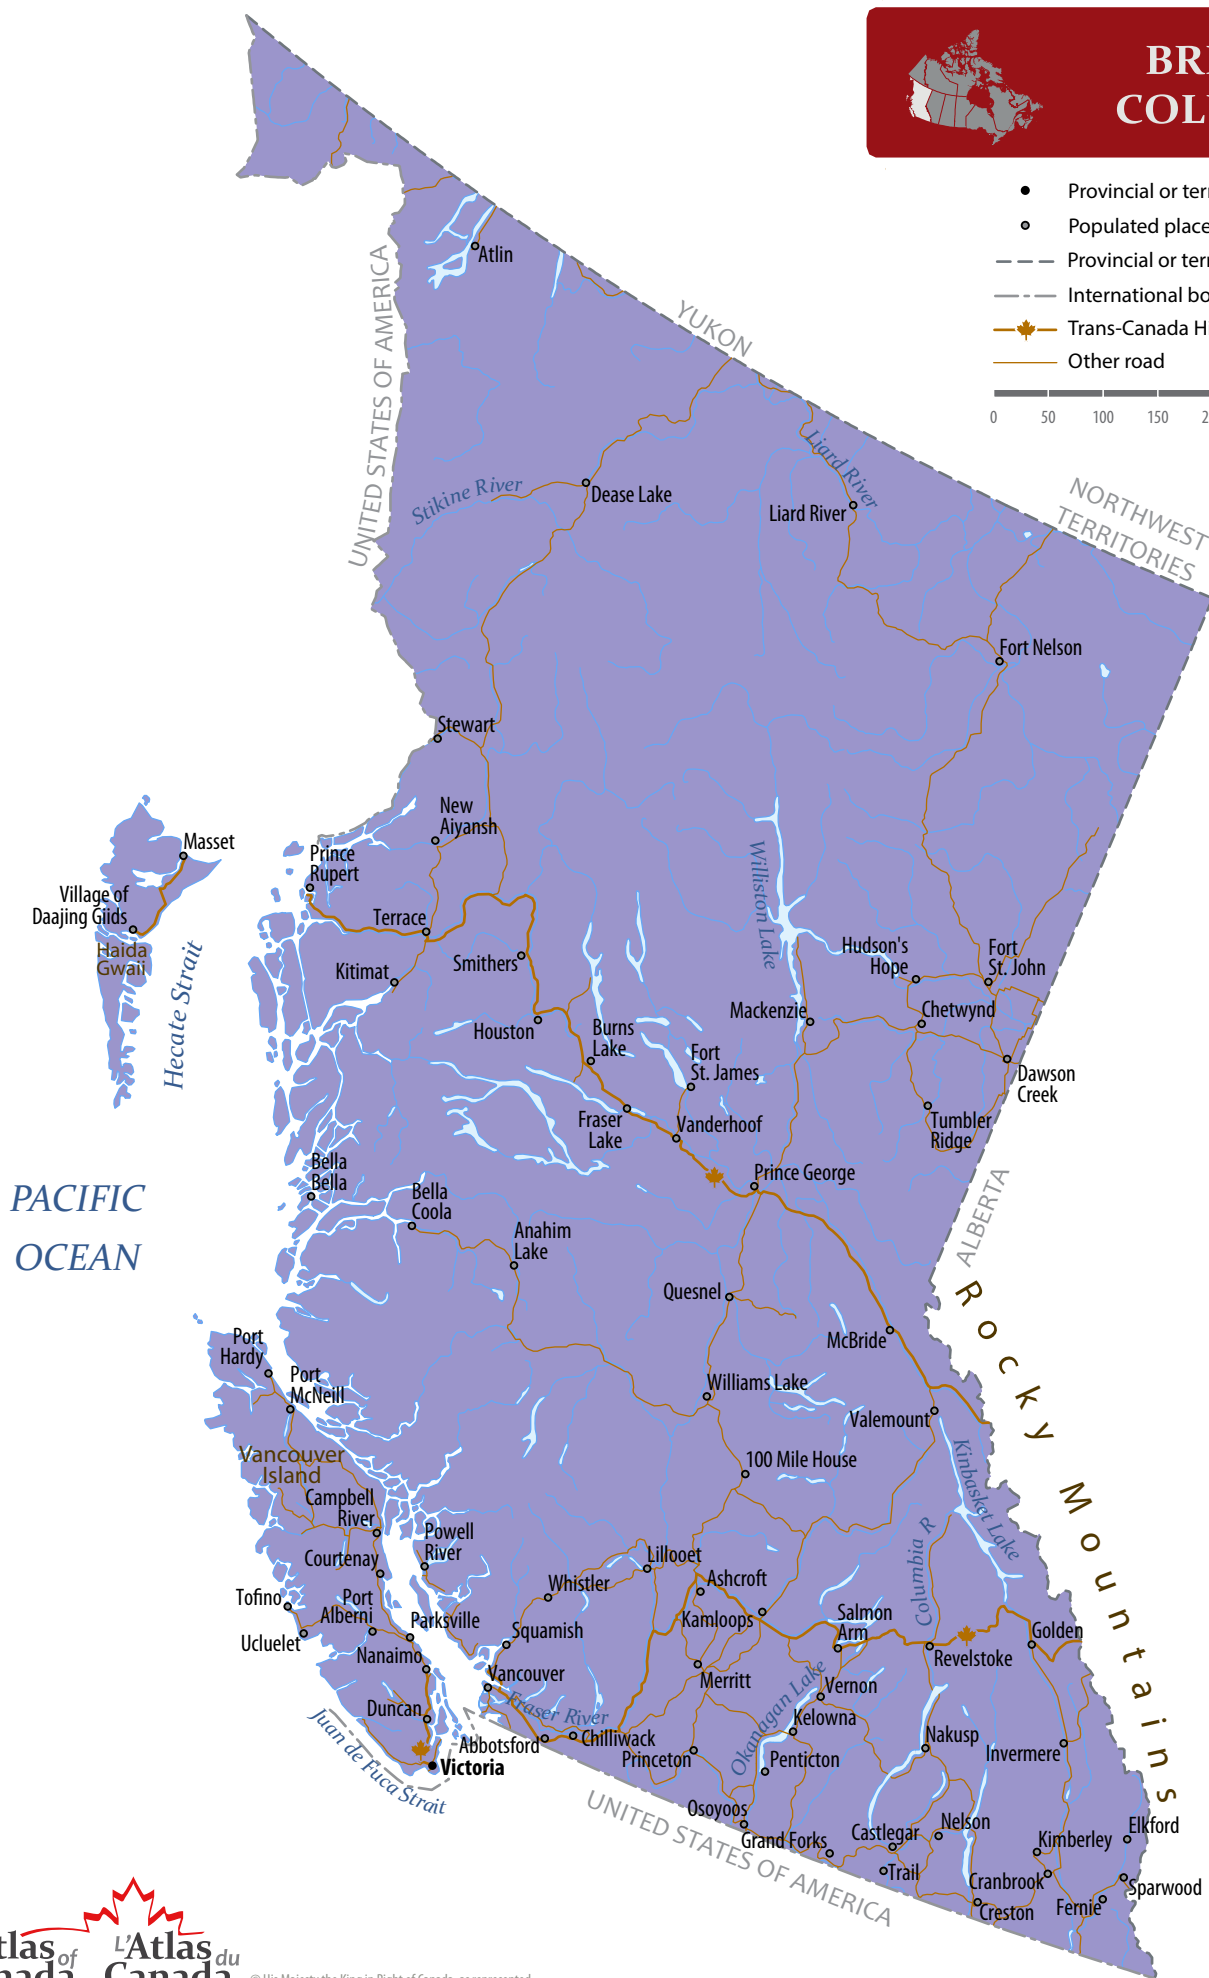 Provincial or
Populated place
Provincial or
International
Trans-Canada
Other road
0 50 100 150
YUKON
NORTHWEST
TERRITORIES
UNITED STATES OF AMERICA
Atlin
Stikine River
Dease Lake
Liard River
Liard River
Fort Nelson
Stewart
New
Aiyansh
Masset
Prince
Rupert
Village of
Daajing Giids
Haida
Gwaii
Hecate Strait
Terrace
Kitimat
Smithers
Houston
Burns
Lake
Fort
St. James
Fraser
Lake
Vanderhoof
Williston Lake
Mackenzie
Hudson's
Hope
Fort
St. John
Chetwynd
Dawson
Creek
Tumbler
Ridge
Prince George
ALBERTA
PACIFIC
OCEAN
Bella
Bella
Bella
Coola
Anahim
Lake
Quesnel
McBride
Rocky Mountains
Port
Hardy
Port
McNeill
Williams Lake
Valemount
Vancouver
Island
100 Mile House
Kinbasket Lake
Campbell
River
Courtenay
Powell
River
Columbia R
Lillooet
Ashcroft
Whistler
Kamloops
Salmon
Arm
Tofino
Port
Alberni
Ucluelet
Parksville
Nanaimo
Squamish
Golden
Revelstoke
Vancouver
Merritt
Okanagan Lake
Vernon
Kelowna
Fraser River
Duncan
Abbotsford
Chilliwack
Princeton
Penticton
Nakusp
Invermere
Juan de Fuca Strait
Victoria
Osoyoos
Grand Forks
Castlegar
Nelson
Kimberley
Elkford
Trail
Cranbrook
Sparwood
Creston
Fernie
UNITED STATES OF AMERICA
of L'Atlas du
Canada